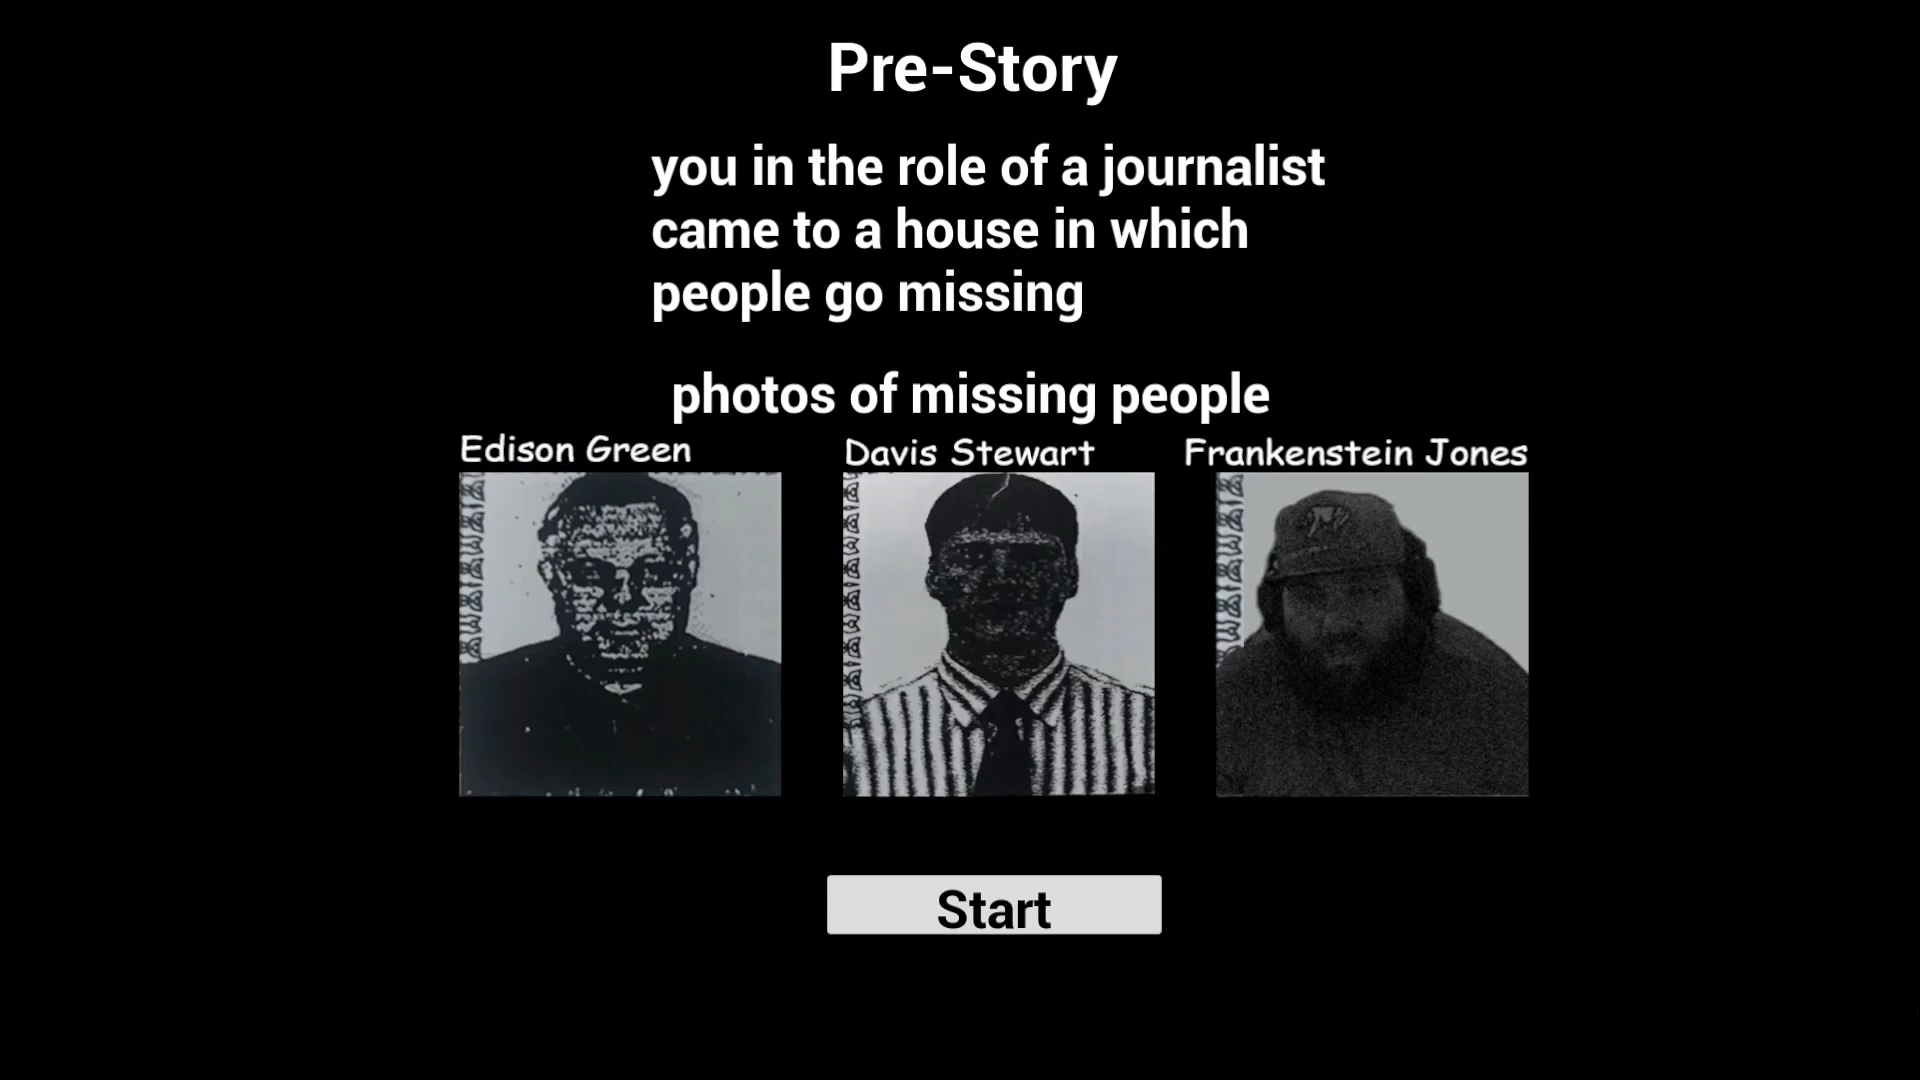 Pre-Story
you in the role of a journalist
came to a house in which
people go missing
photos of missing people
Edison Green
Davis Stewart
Frankenstein Jones
Start